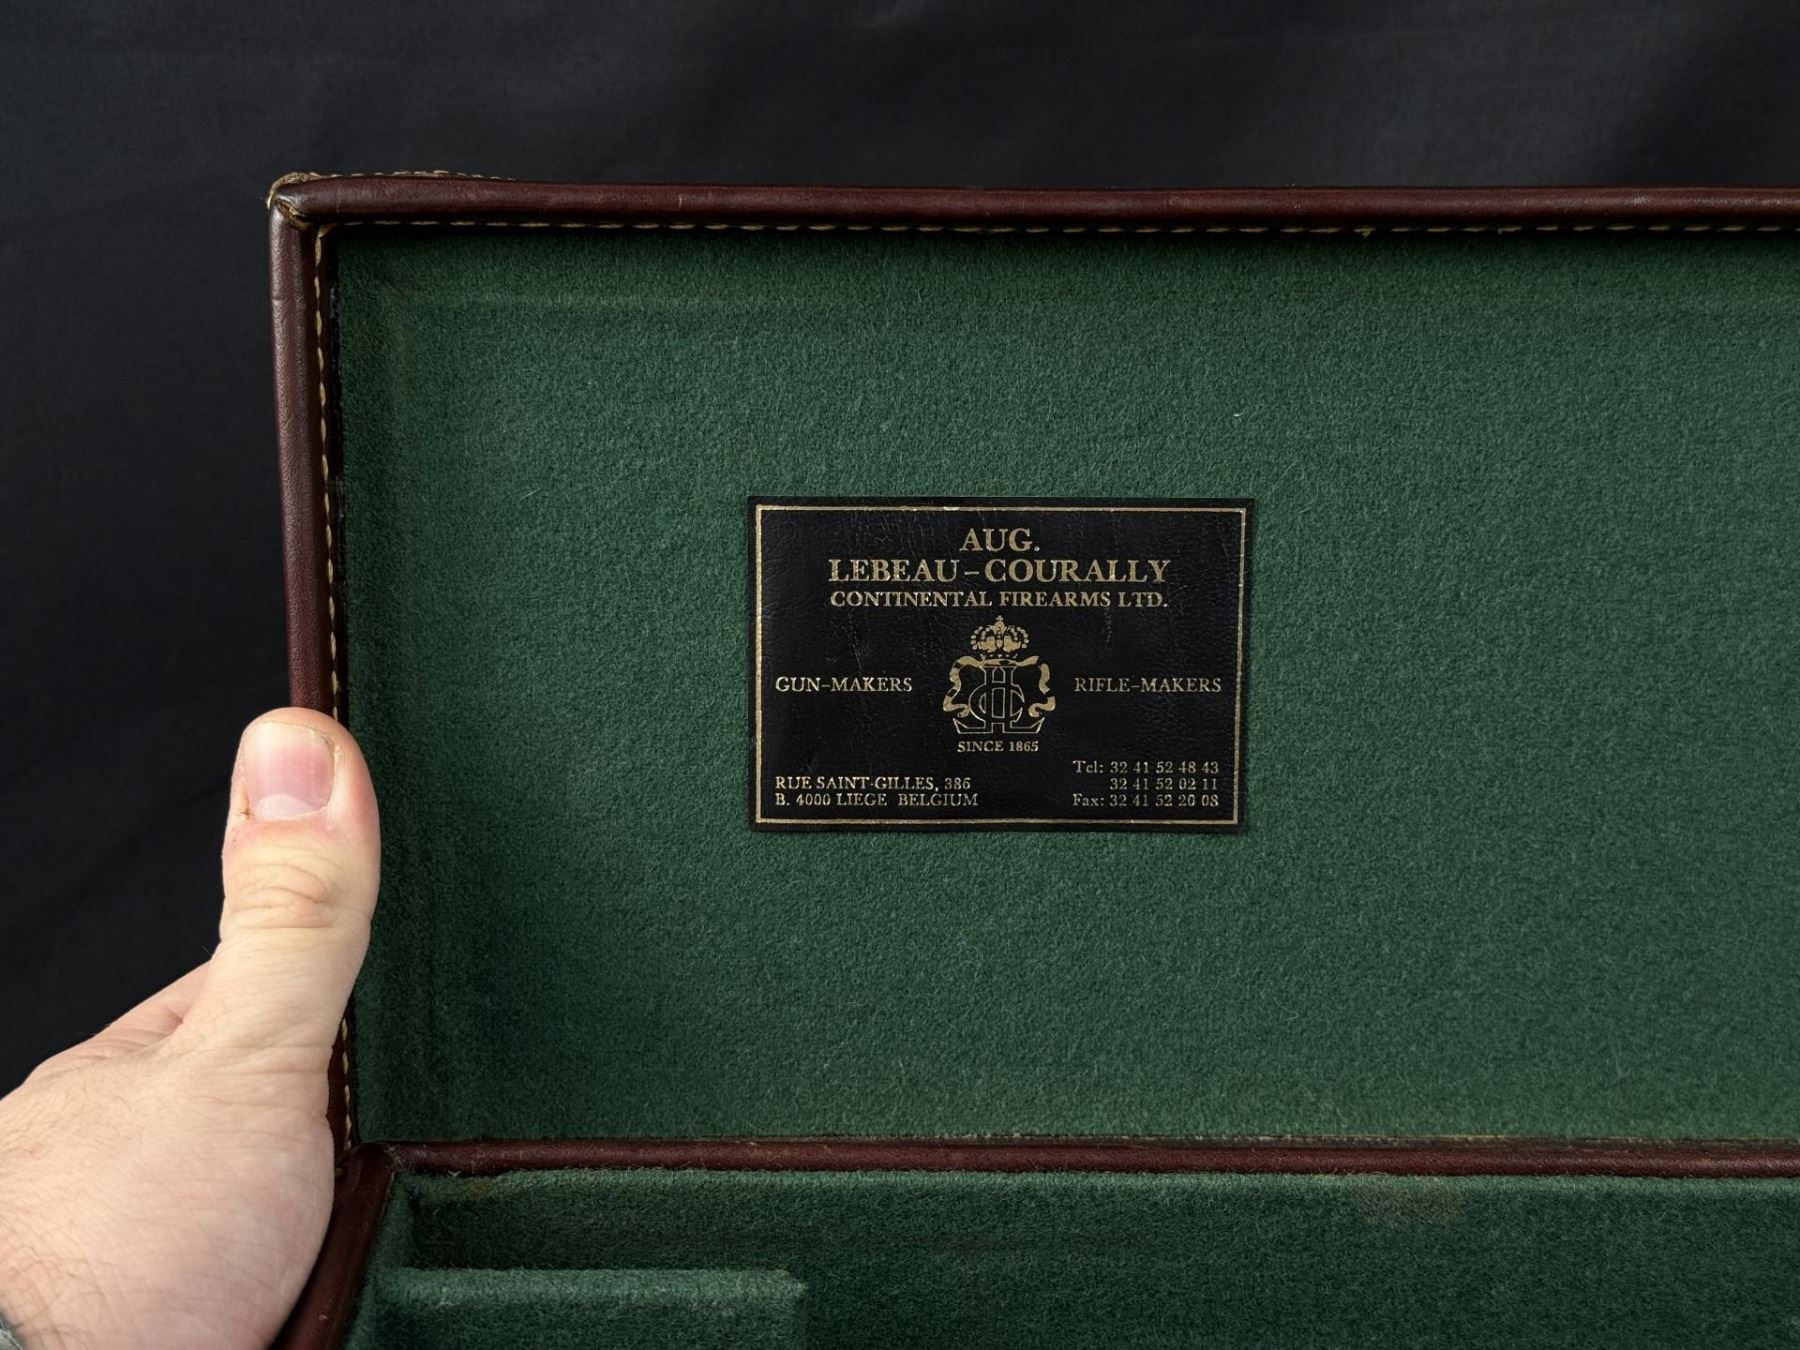 AUG.
LEBEAU-COURALLY
CONTINENTAL FIREARMS LTD.
GUN-MAKERS
RIFLE-MAKERS
SINCE 1865
RUE SAINT-GILLES, 386
B. 4000 LIEGE BELGIUM
Tel: 32 41 52 48 43
32 41 52 02 11
Fax: 32 41 52 20 08